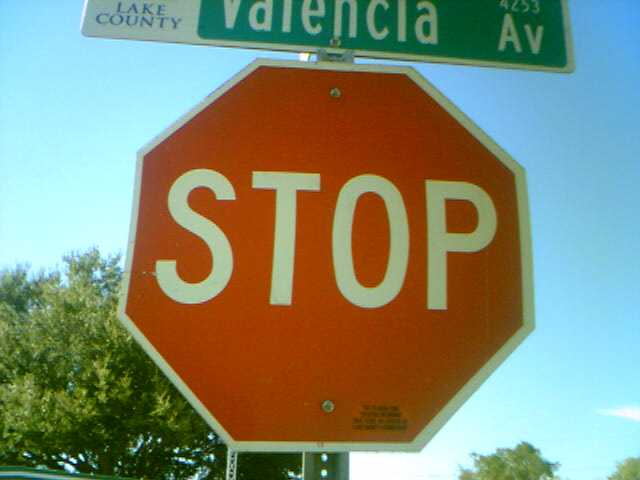 LAKE
COUNTY
Valencia
4253
Av
STOP